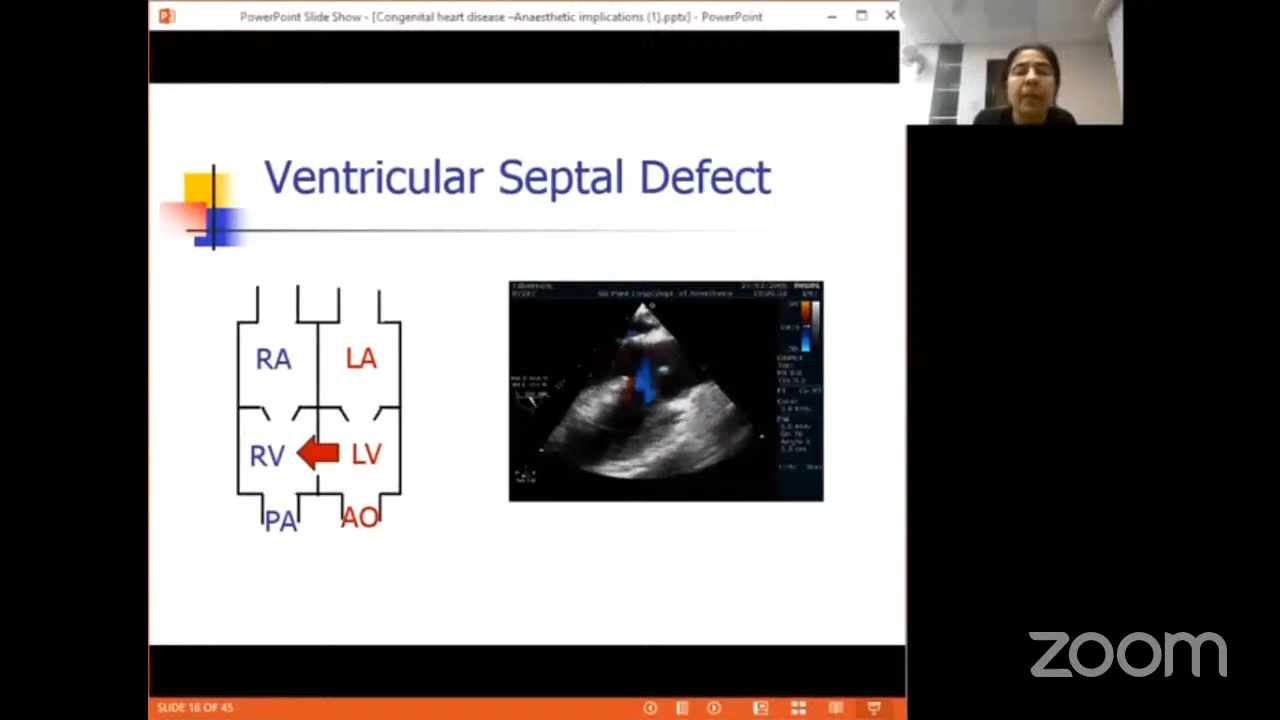 PowerPoint Slide Show - [Congenital heart disease –Anaesthetic implications (1).pptx] - PowerPoint
Ventricular Septal Defect
RA LA
RV LV
PA AO
SLIDE 18 OF 45
zoom